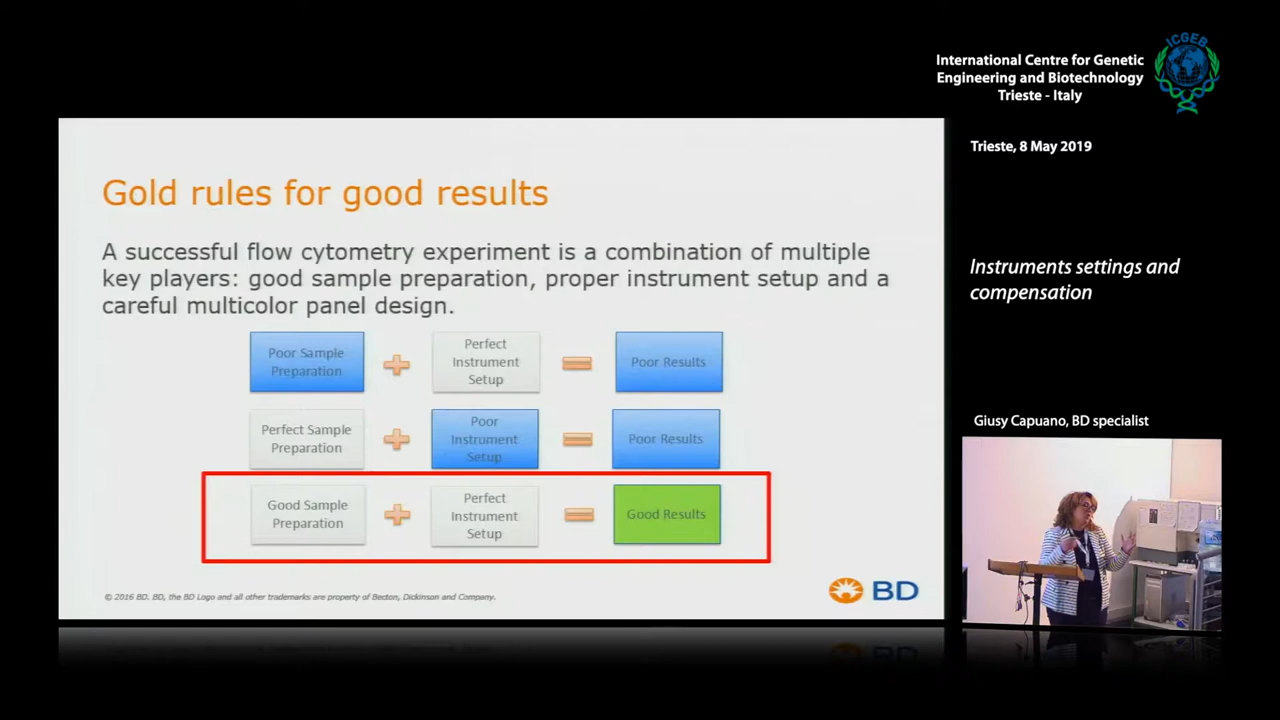 International Centre for Genetic
Engineering and Biotechnology
Trieste - Italy
ICGEB
Trieste, 8 May 2019
Gold rules for good results
A successful flow cytometry experiment is a combination of multiple
key players: good sample preparation, proper instrument setup and a
careful multicolor panel design.
Poor Sample
Preparation
Perfect
Instrument
Setup
Poor Results
Perfect Sample
Preparation
Poor
Instrument
Setup
Poor Results
Good Sample
Preparation
Perfect
Instrument
Setup
Good Results
© 2016 BD. BD, the BD Logo and all other trademarks are property of Becton, Dickinson and Company.
BD
Instruments settings and
compensation
Giusy Capuano, BD specialist